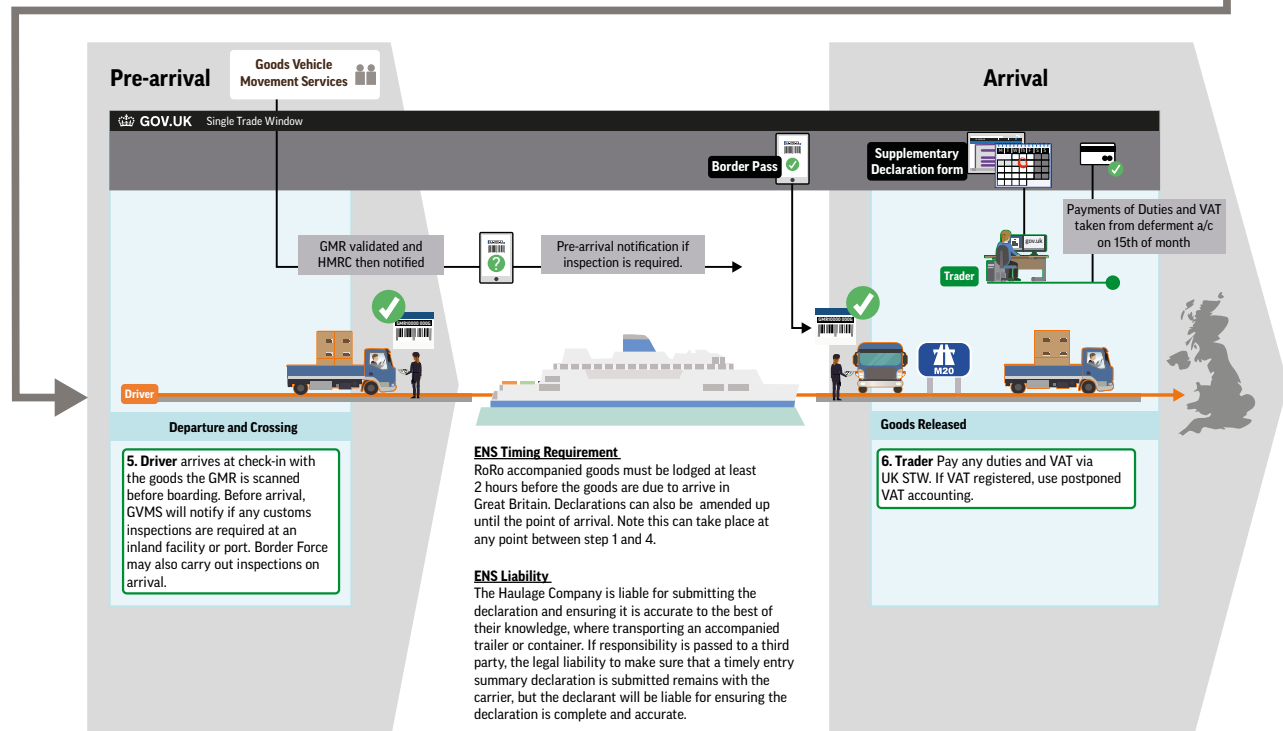 Pre-arrival
Goods Vehicle
Movement Services
Arrival
GOV.UK Single Trade Window
Border Pass
Supplementary
Declaration form
GMR validated and
HMRC then notified
?
Pre-arrival notification if
inspection is required.
Payments of Duties and VAT
taken from deferment a/c
on 15th of month
gov.uk
Trader
M20
Driver
Departure and Crossing
5. Driver arrives at check-in with
the goods the GMR is scanned
before boarding. Before arrival,
GVMS will notify if any customs
inspections are required at an
inland facility or port. Border Force
may also carry out inspections on
arrival.
ENS Timing Requirement
RoRo accompanied goods must be lodged at least
2 hours before the goods are due to arrive in
Great Britain. Declarations can also be amended up
until the point of arrival. Note this can take place at
any point between step 1 and 4.
ENS Liability
The Haulage Company is liable for submitting the
declaration and ensuring it is accurate to the best of
their knowledge, where transporting an accompanied
trailer or container. If responsibility is passed to a third
party, the legal liability to make sure that a timely entry
summary declaration is submitted remains with the
carrier, but the declarant will be liable for ensuring the
declaration is complete and accurate.
Goods Released
6. Trader Pay any duties and VAT via
UK STW. If VAT registered, use postponed
VAT accounting.